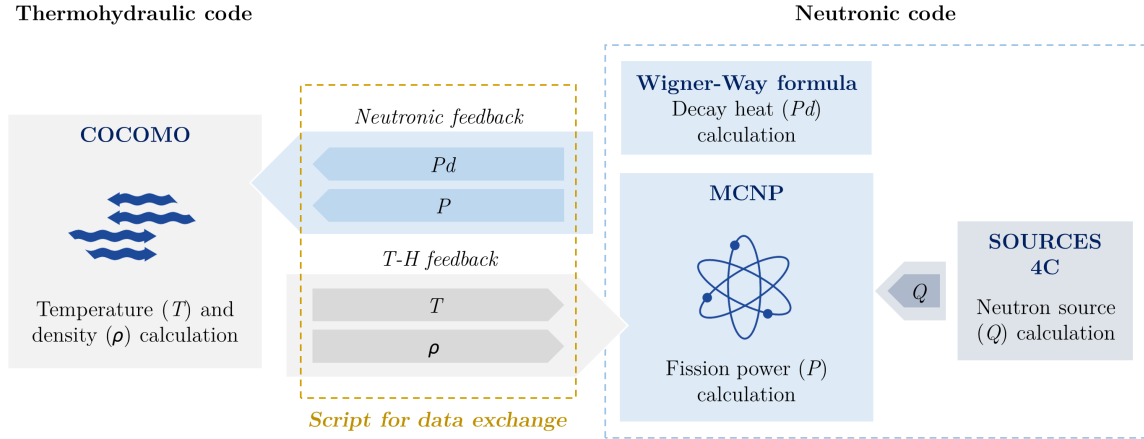 Thermohydraulic code
Neutronic code
COCOMO
Temperature (T) and
density (ρ) calculation
Neutronic feedback
Pd
P
T-H feedback
T
ρ
Script for data exchange
Wigner-Way formula
Decay heat (Pd)
calculation
MCNP
Fission power (P)
calculation
Q
SOURCES
4C
Neutron source
(Q) calculation